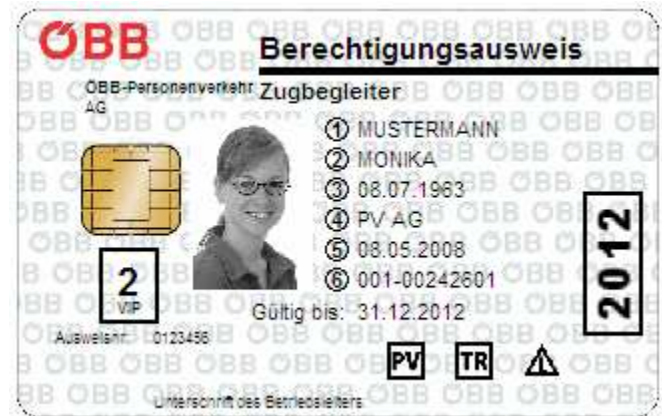 ÖBB
Berechtigungsausweis
ÖBB-Personenverkehr AG
Zugbegleiter
① MUSTERMANN
② MONIKA
③ 08.07.1963
④ PV AG
⑤ 08.05.2008
⑥ 001-00242601
2
VIP
2012
Gültig bis: 31.12.2012
Ausweisnr. 0123456
PV TR
Unterschrift des Betriebsleiters